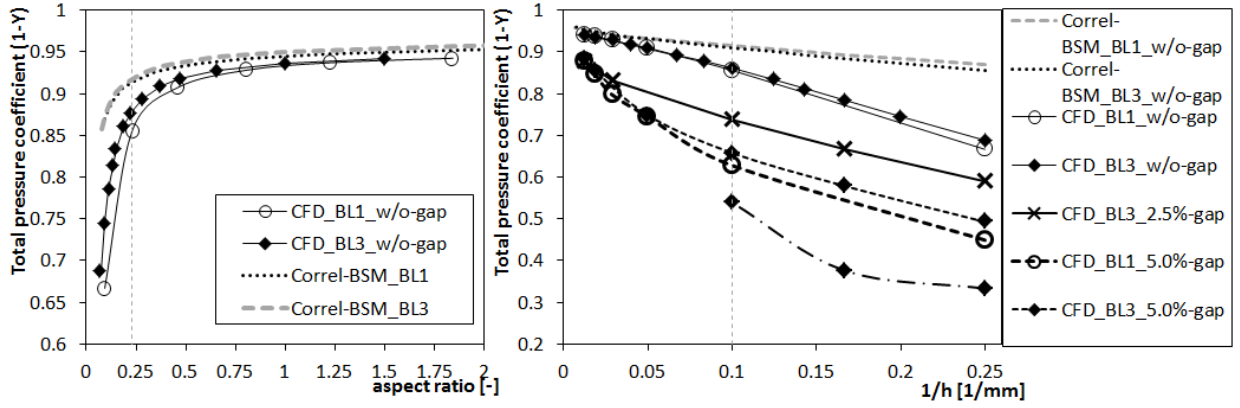 Total pressure coefficient (1-Y)
1
0.95
0.9
0.85
0.8
0.75
0.7
0.65
0.6
0
0.25
0.5
0.75
1
1.25
1.5
1.75
2
aspect ratio [-]
CFD_BL1_w/o-gap
CFD_BL3_w/o-gap
Correl-BSM_BL1
Correl-BSM_BL3
Total pressure coefficient (1-Y)
1
0.9
0.8
0.7
0.6
0.5
0.4
0.3
0.2
0
0.05
0.1
0.15
0.2
0.25
1/h [1/mm]
Correl-
BSM_BL1_w/o-gap
Correl-
BSM_BL3_w/o-gap
CFD_BL1_w/o-gap
CFD_BL3_w/o-gap
CFD_BL3_2.5%-gap
CFD_BL1_5.0%-gap
CFD_BL3_5.0%-gap